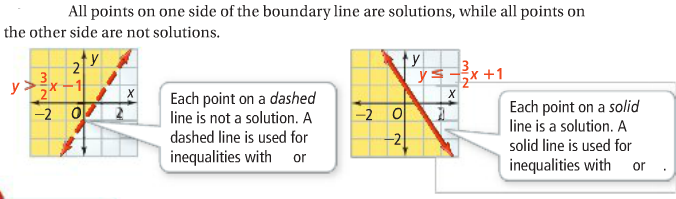 All points on one side of the boundary line are solutions, while all points on
the other side are not solutions.
y > 3/2x − 1
y
2
x
−2 O 2
Each point on a dashed
line is not a solution. A
dashed line is used for
inequalities with or
y ≤ −3/2x + 1
y
x
−2 O 2
−2
Each point on a solid
line is a solution. A
solid line is used for
inequalities with or .